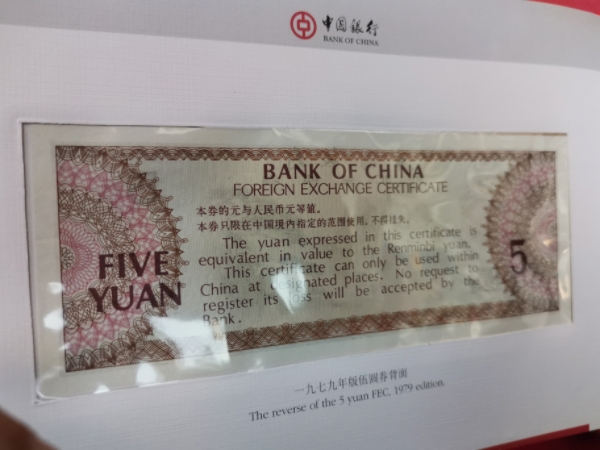 中国银行
BANK OF CHINA
BANK OF CHINA
FOREIGN EXCHANGE CERTIFICATE
本券的元与人民币元等值。
本券只限在中国境内指定的范围使用,不得挂失。
The yuan expressed in this certificate is
equivalent in value to the Renminbi yuan.
This certificate can only be used within
China at designated places. No request to
register its loss will be accepted by the
Bank.
FIVE
YUAN
5
一九七九年版伍圆券背面
The reverse of the 5 yuan FEC, 1979 edition.